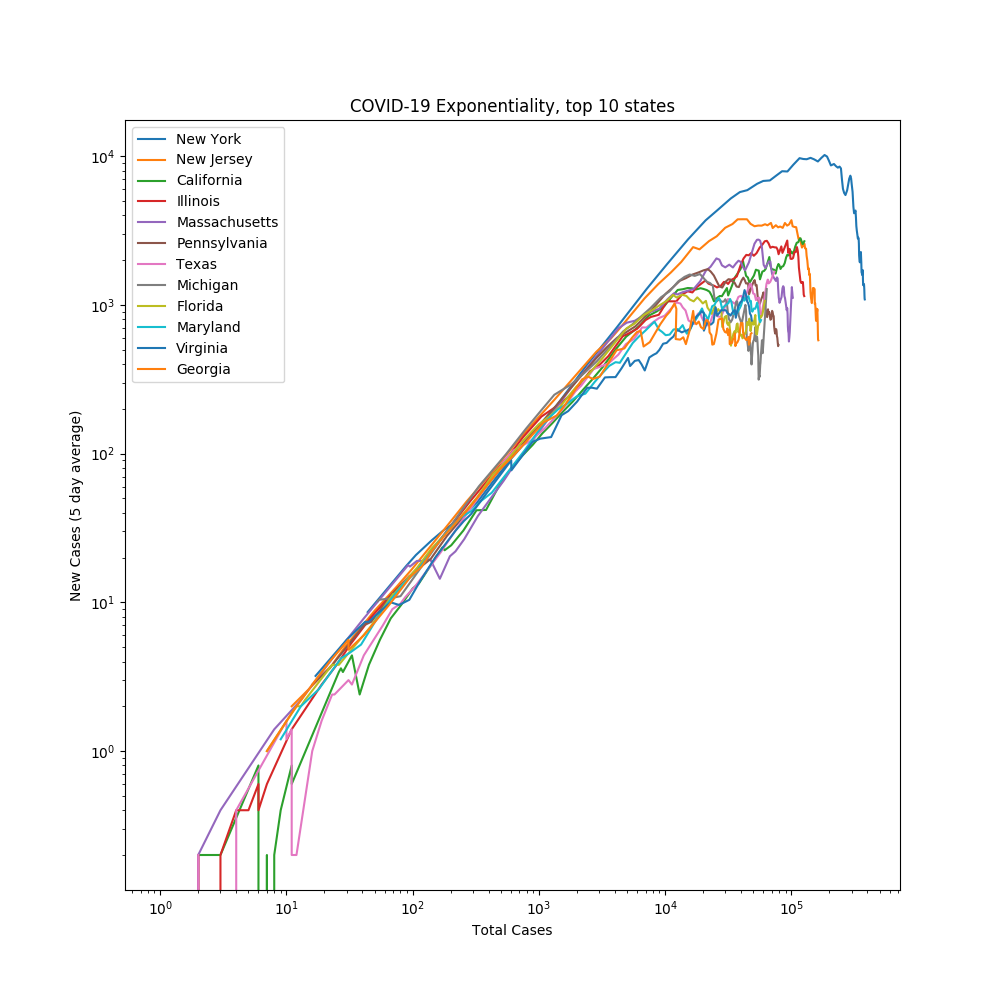 COVID-19 Exponentiality, top 10 states
New York
New Jersey
California
Illinois
Massachusetts
Pennsylvania
Texas
Michigan
Florida
Maryland
Virginia
Georgia
New Cases (5 day average)
10⁴
10³
10²
10¹
10⁰
10⁰ 10¹ 10² 10³ 10⁴ 10⁵
Total Cases